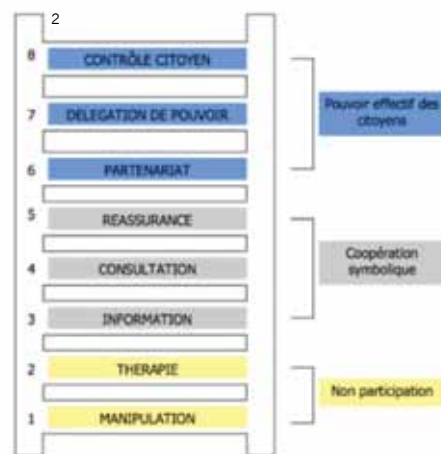 2
8 CONTRÔLE CITOYEN
7 DELEGATION DE POUVOIR
6 PARTENARIAT
Pouvoir effectif des
citoyens
5 REASSURANCE
4 CONSULTATION
3 INFORMATION
Coopération
symbolique
2 THERAPIE
1 MANIPULATION
Non participation